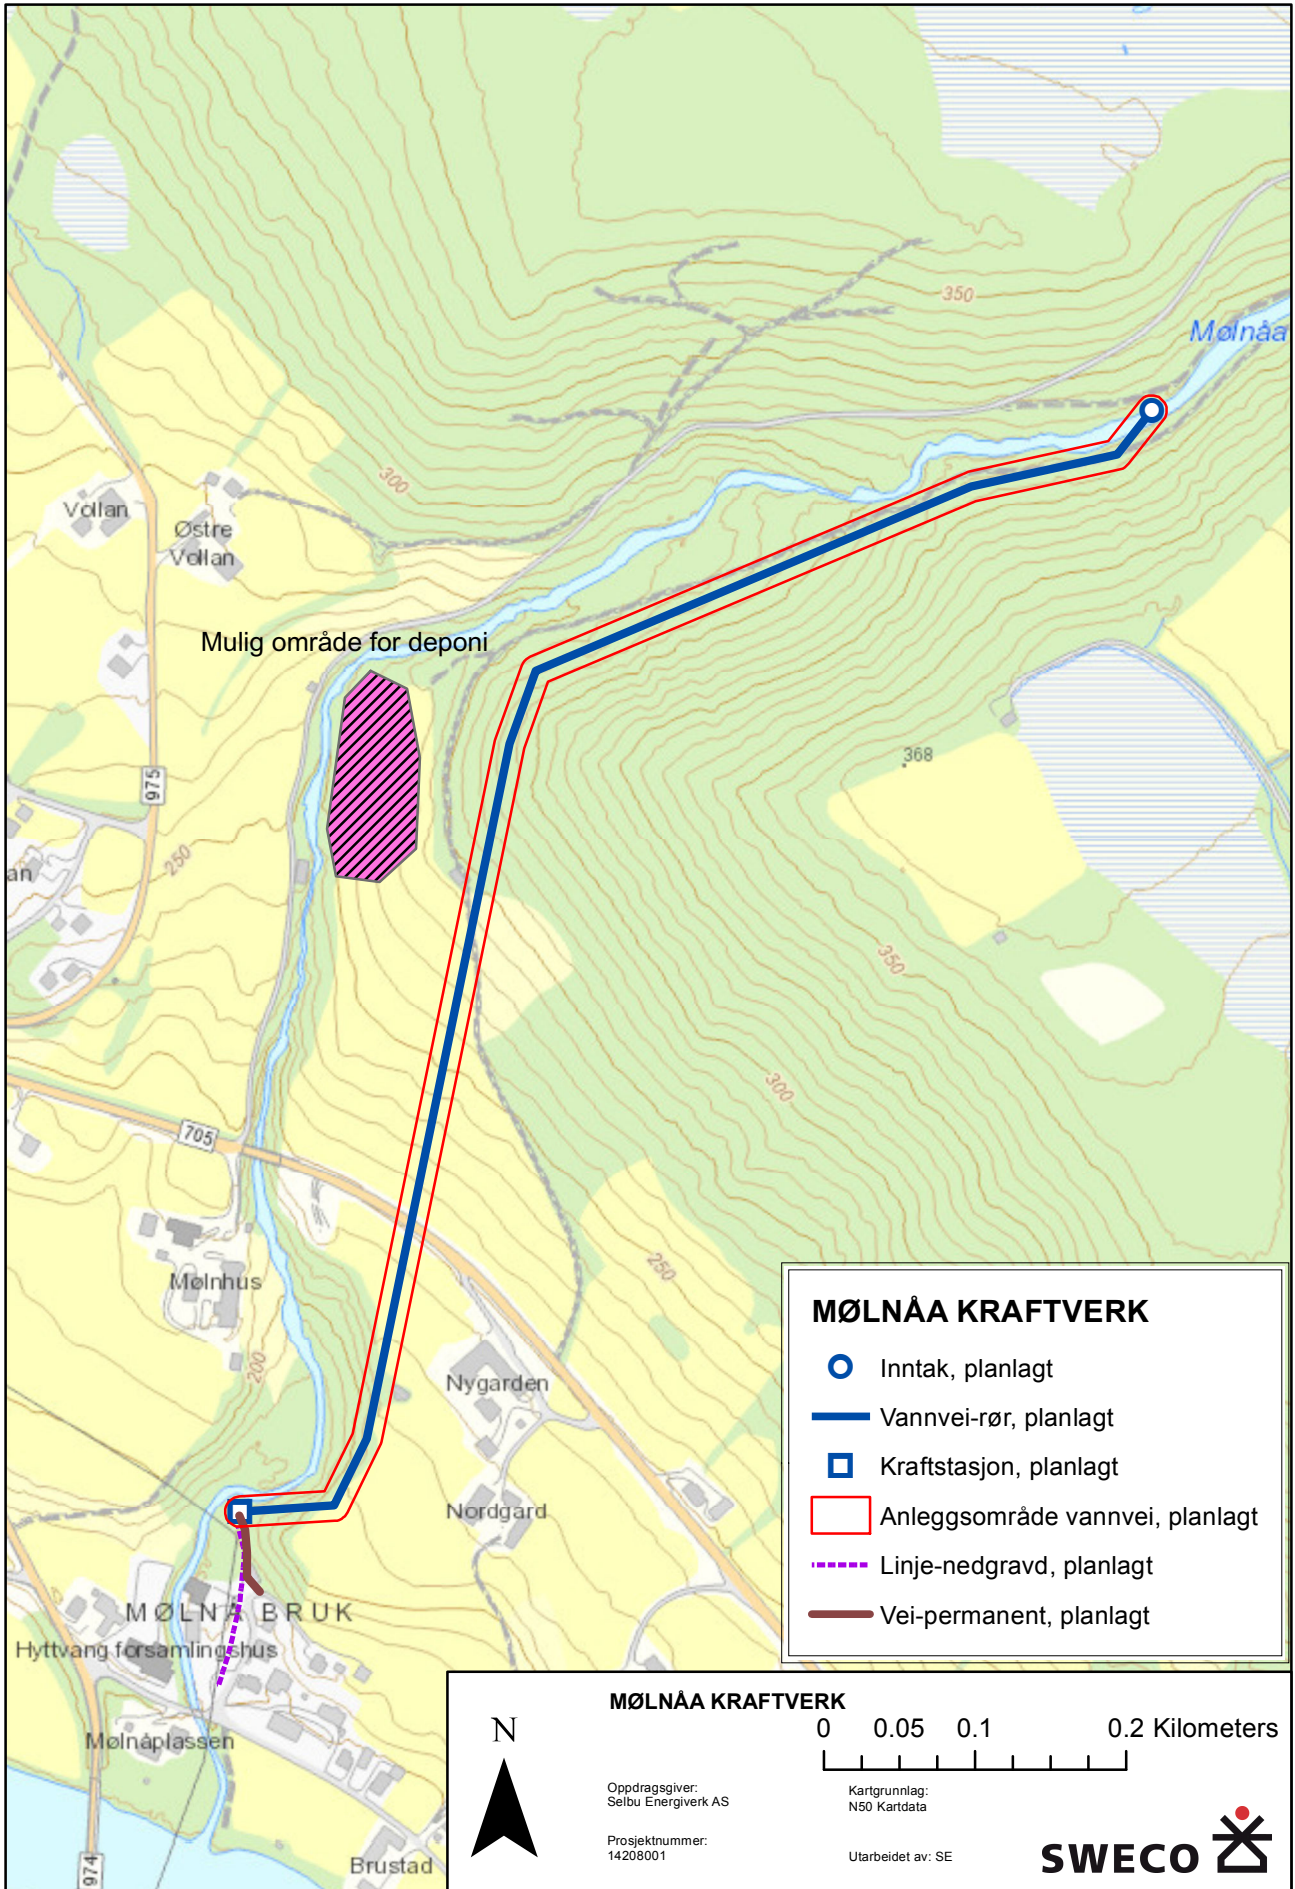 350
Mølnåa
300
Vollan
Østre
Vollan
Mulig område for deponi
368
975
250
an
350
300
705
250
Mølnhus
200
Nygarden
Nordgard
MØLNÅ BRUK
Hyttvang forsamlingshus
Mølnåplassen
Brustad
974
MØLNÅA KRAFTVERK
Inntak, planlagt
Vannvei-rør, planlagt
Kraftstasjon, planlagt
Anleggsområde vannvei, planlagt
Linje-nedgravd, planlagt
Vei-permanent, planlagt
MØLNÅA KRAFTVERK
N
0 0.05 0.1 0.2 Kilometers
Oppdragsgiver:
Selbu Energiverk AS
Kartgrunnlag:
N50 Kartdata
Prosjektnummer:
14208001
Utarbeidet av: SE
SWECO